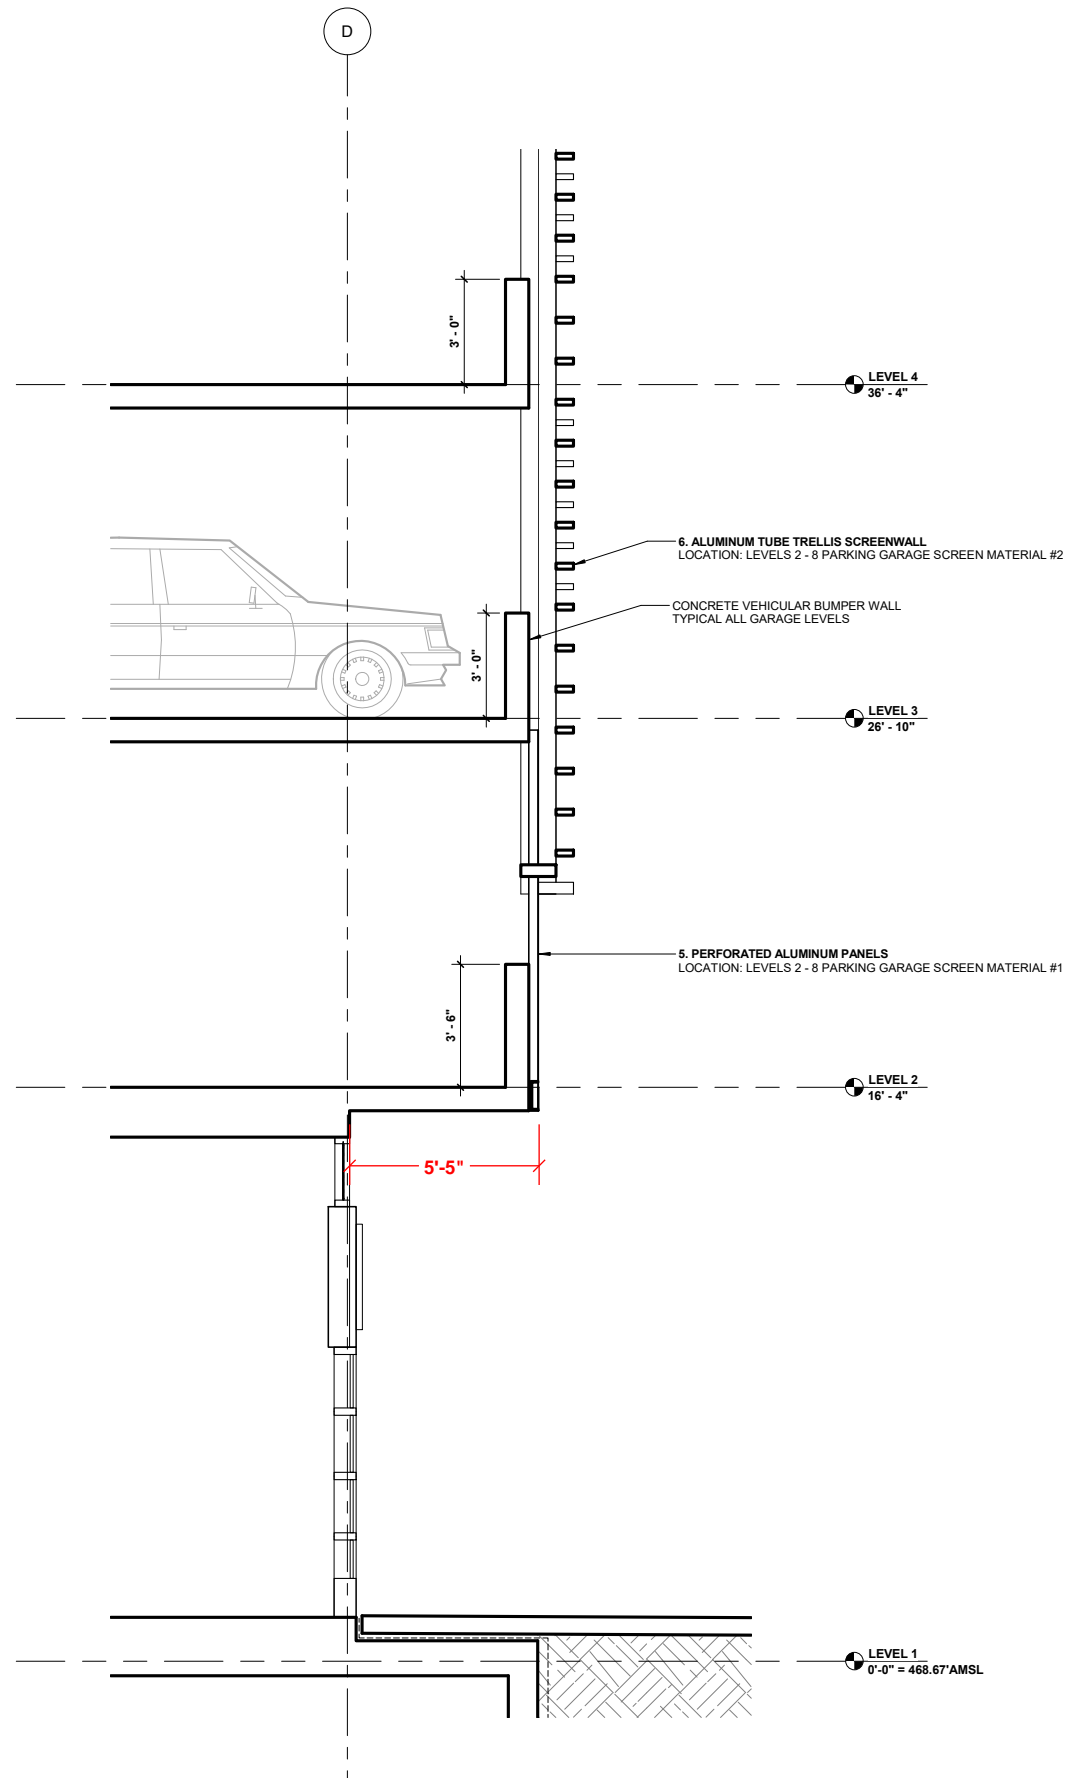 D
3' - 0"
LEVEL 4
36' - 4"
6. ALUMINUM TUBE TRELLIS SCREENWALL
LOCATION: LEVELS 2 - 8 PARKING GARAGE SCREEN MATERIAL #2
CONCRETE VEHICULAR BUMPER WALL
TYPICAL ALL GARAGE LEVELS
3' - 0"
LEVEL 3
26' - 10"
5. PERFORATED ALUMINUM PANELS
LOCATION: LEVELS 2 - 8 PARKING GARAGE SCREEN MATERIAL #1
3' - 6"
LEVEL 2
16' - 4"
5'-5"
LEVEL 1
0'-0" = 468.67'AMSL